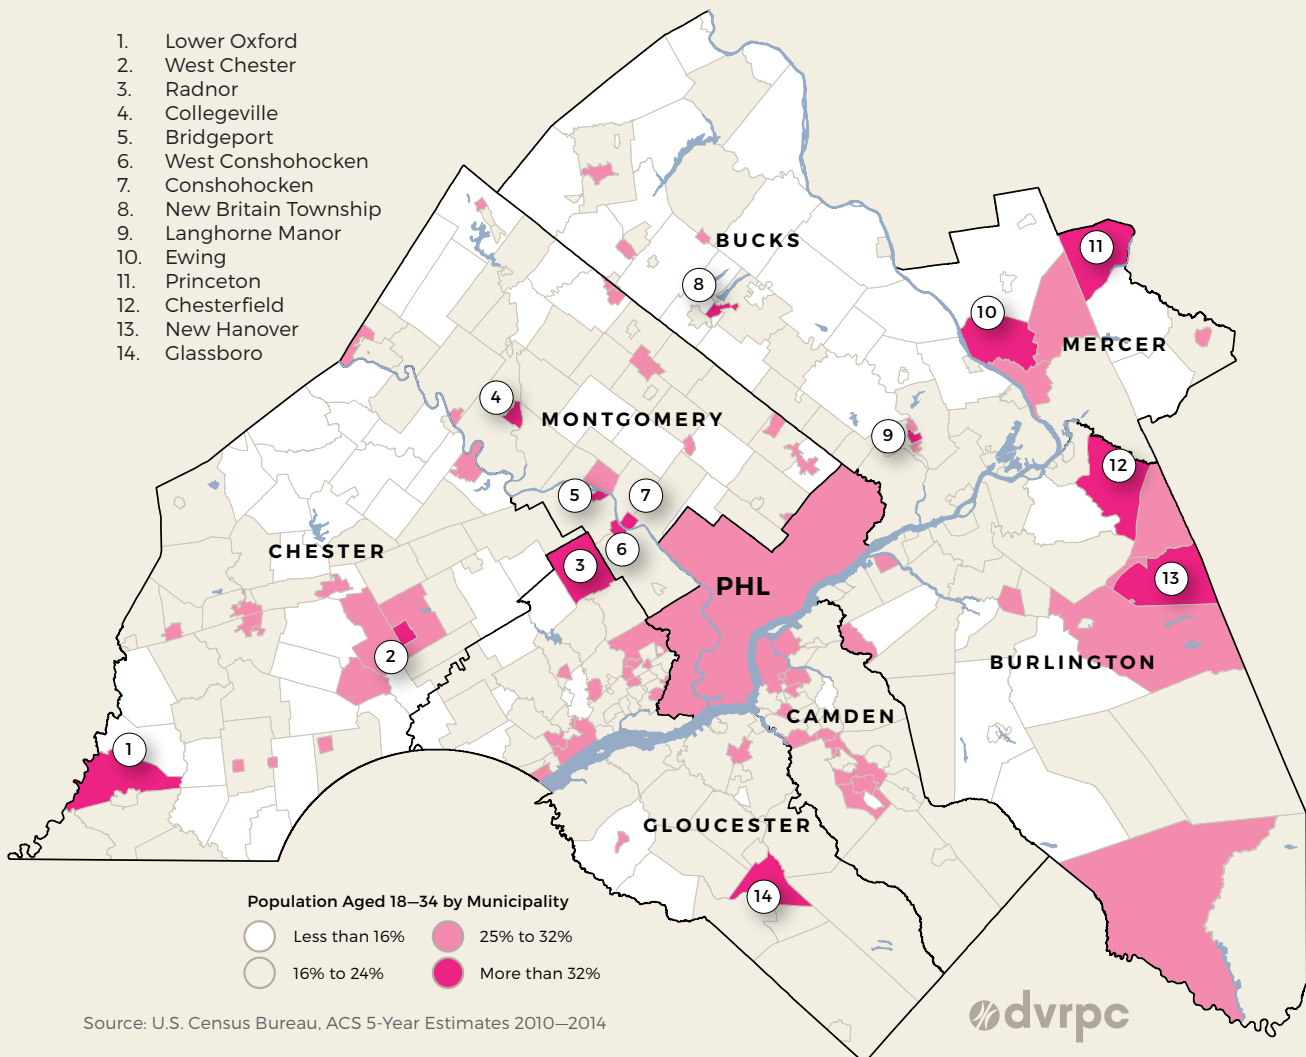 1. Lower Oxford
2. West Chester
3. Radnor
4. Collegeville
5. Bridgeport
6. West Conshohocken
7. Conshohocken
8. New Britain Township
9. Langhorne Manor
10. Ewing
11. Princeton
12. Chesterfield
13. New Hanover
14. Glassboro
BUCKS
11
8
10
MERCER
4
MONTGOMERY
9
12
5
7
CHESTER
6
3
13
PHL
2
BURLINGTON
CAMDEN
1
GLOUCESTER
14
Population Aged 18—34 by Municipality
Less than 16%
25% to 32%
16% to 24%
More than 32%
Source: U.S. Census Bureau, ACS 5-Year Estimates 2010—2014
dvrpc